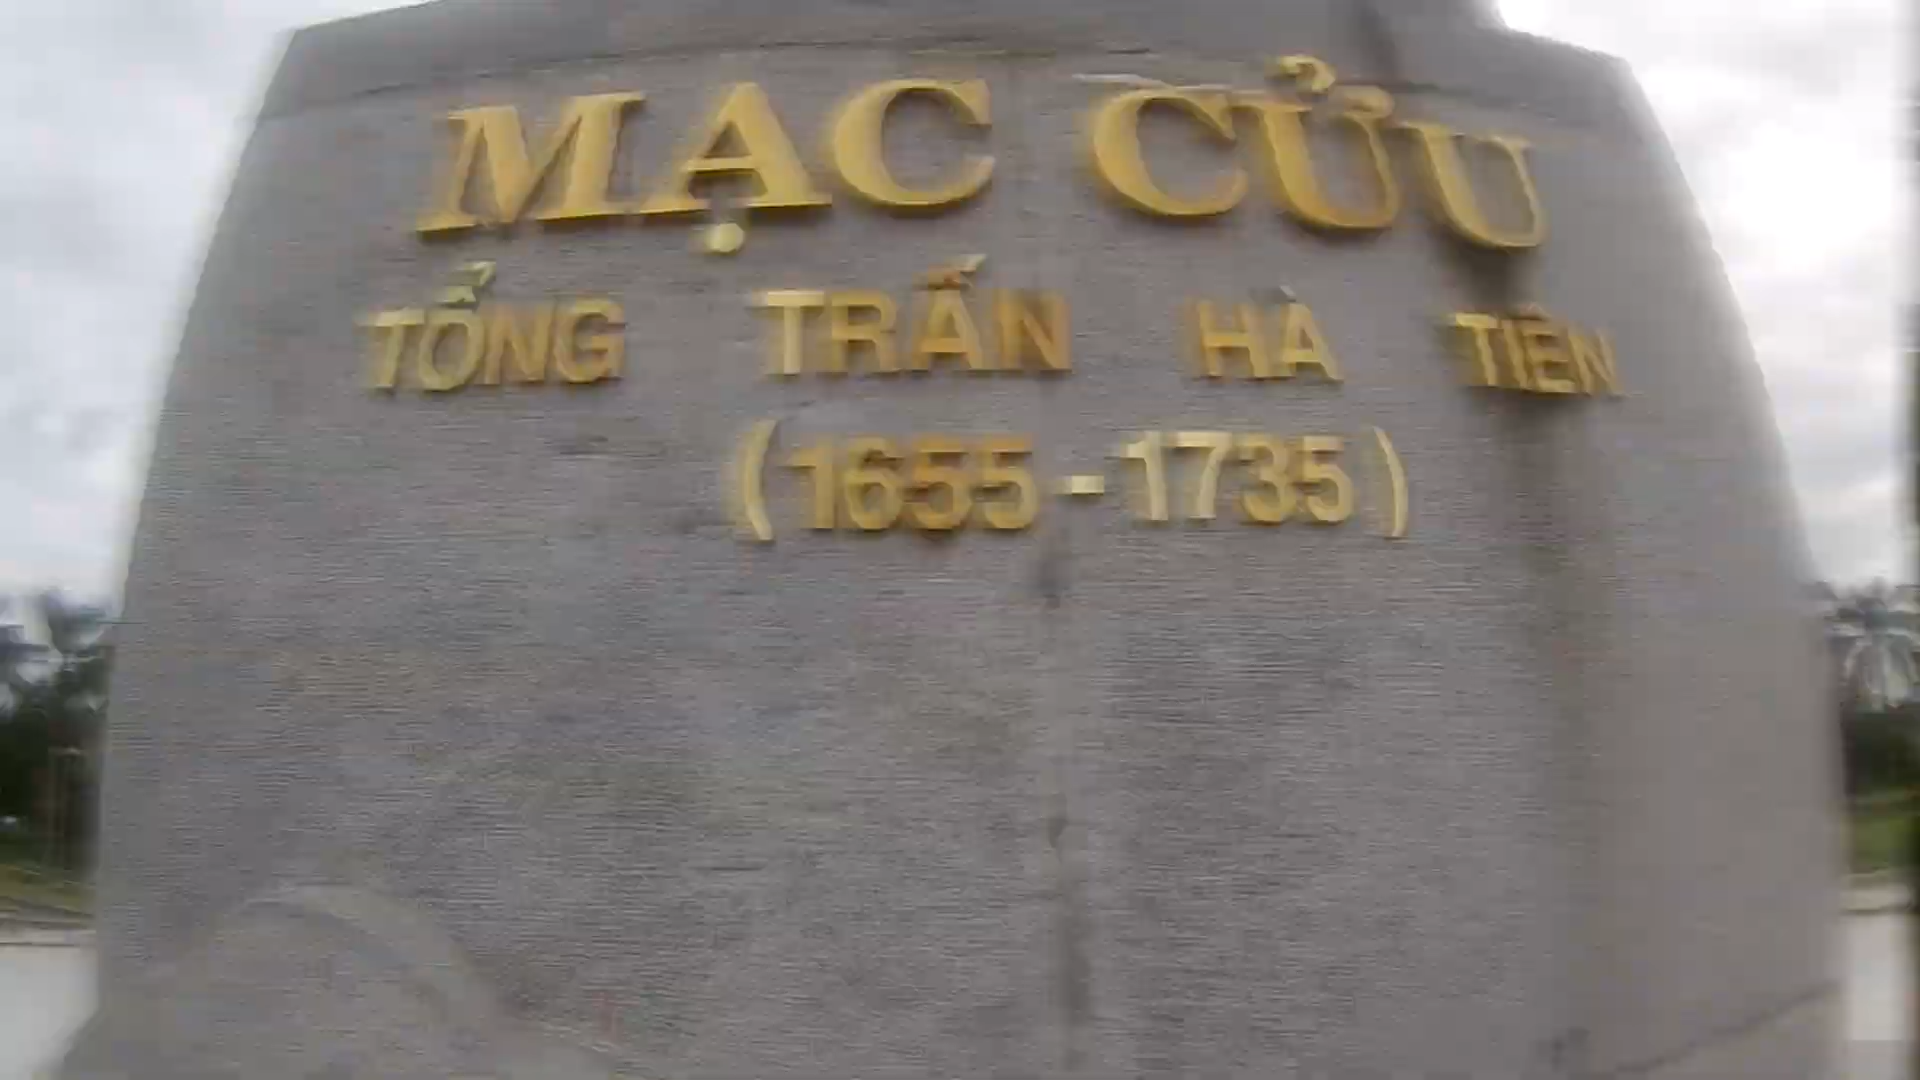 MẠC CỬU
TỔNG TRẤN HÀ TIÊN
(1655-1735)